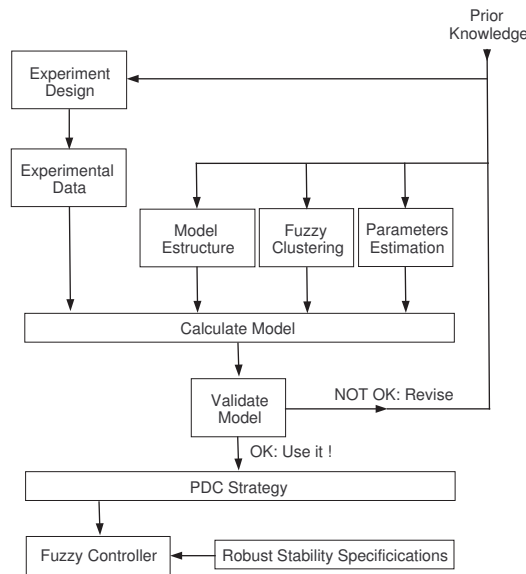 Prior
Knowledge
Experiment
Design
Experimental
Data
Model
Estructure
Fuzzy
Clustering
Parameters
Estimation
Calculate Model
Validate
Model
NOT OK: Revise
OK: Use it !
PDC Strategy
Fuzzy Controller
Robust Stability Specificications